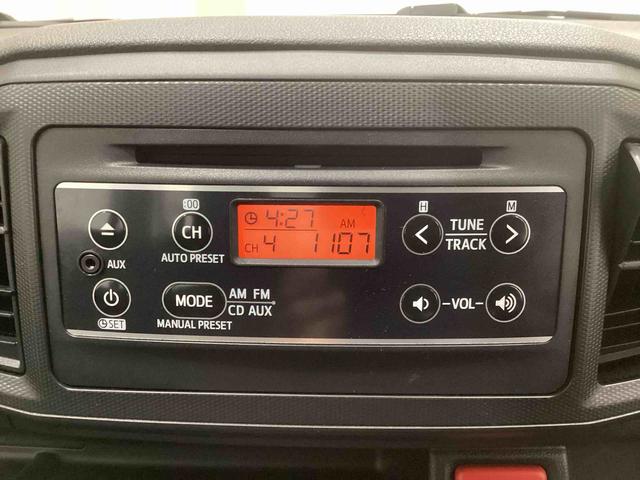 :00
H
M
CH
4:27 AM
CH 4 1107
TUNE
TRACK
AUX
AUTO PRESET
MODE
AM FM
CD AUX
-VOL-
SET
MANUAL PRESET